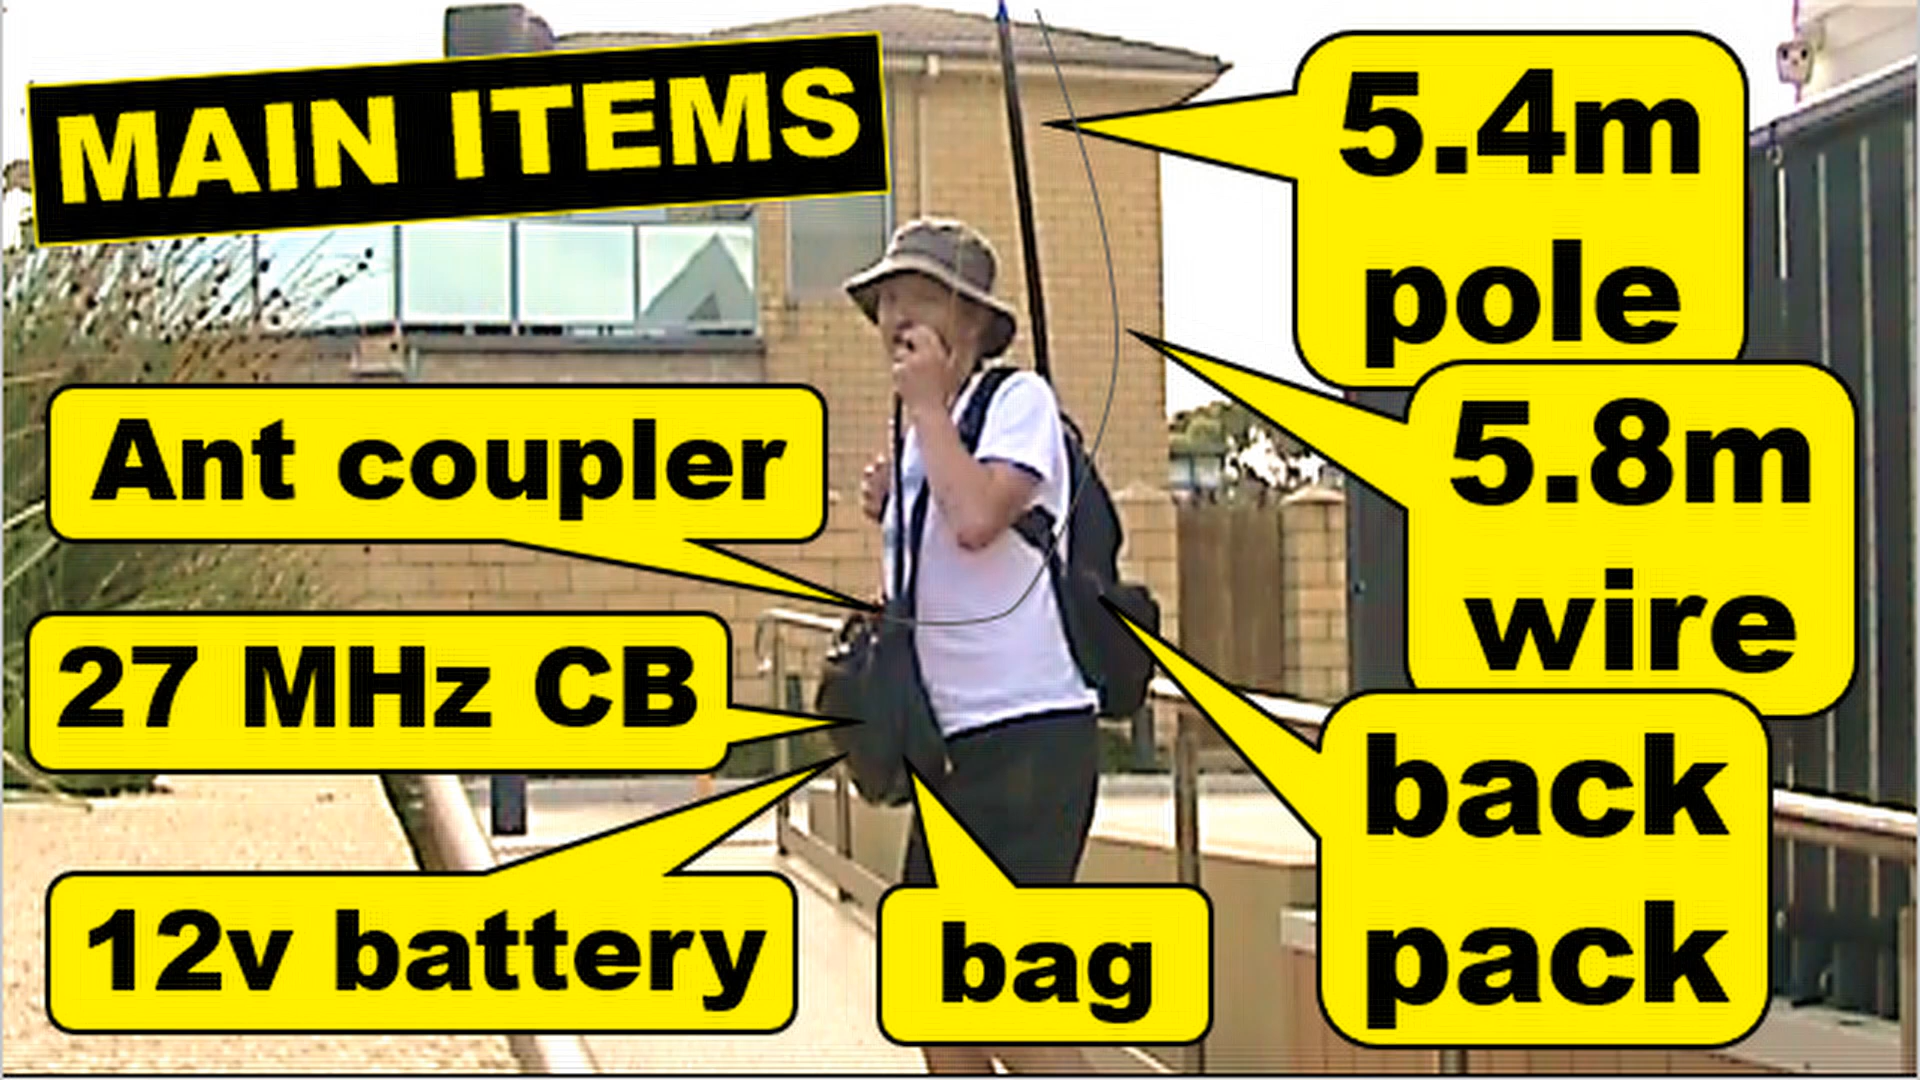 MAIN ITEMS
5.4m
pole
5.8m
wire
Ant coupler
27 MHz CB
back
pack
12v battery
bag